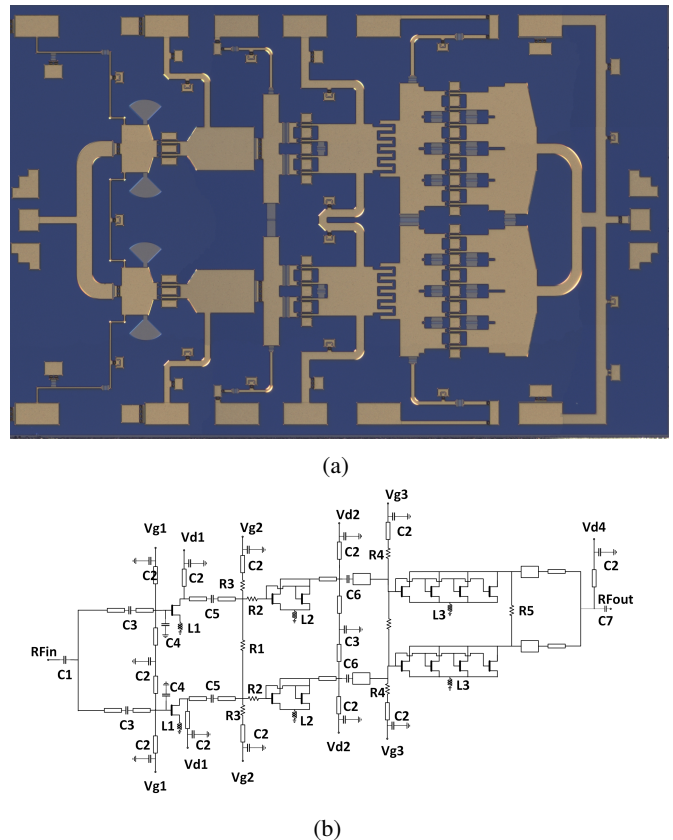 (a)
Vg3
Vg1 Vd1 Vg2 Vd2 Vd4
C2 C2 C2 C2 C2 C2
R4
R3 R2 C6 C7
C5 L2 L3 R5
C3 C4 L1
RFin C1 C2 R1 C3 RFout
C4 C5 R2 C6 R4
C3 L1 R3 L2 L3
C2 C2 C2 C2 C2
Vg1 Vd1 Vg2 Vd2 Vg3
(b)